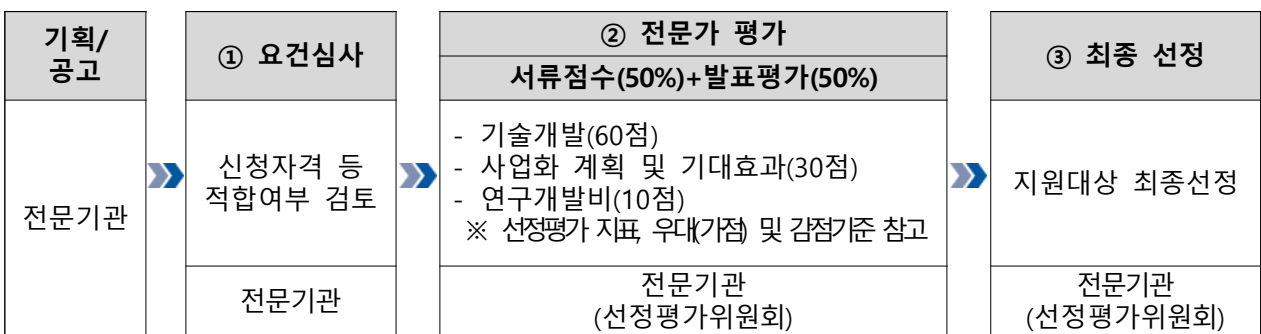 기획/
공고
전문기관
① 요건심사
신청자격 등
적합여부 검토
전문기관
② 전문가 평가
서류점수(50%)+발표평가(50%)
- 기술개발(60점)
- 사업화 계획 및 기대효과(30점)
- 연구개발비(10점)
※ 선정평가 지표, 우대(가점) 및 감점기준 참고
전문기관
(선정평가위원회)
③ 최종 선정
지원대상 최종선정
전문기관
(선정평가위원회)